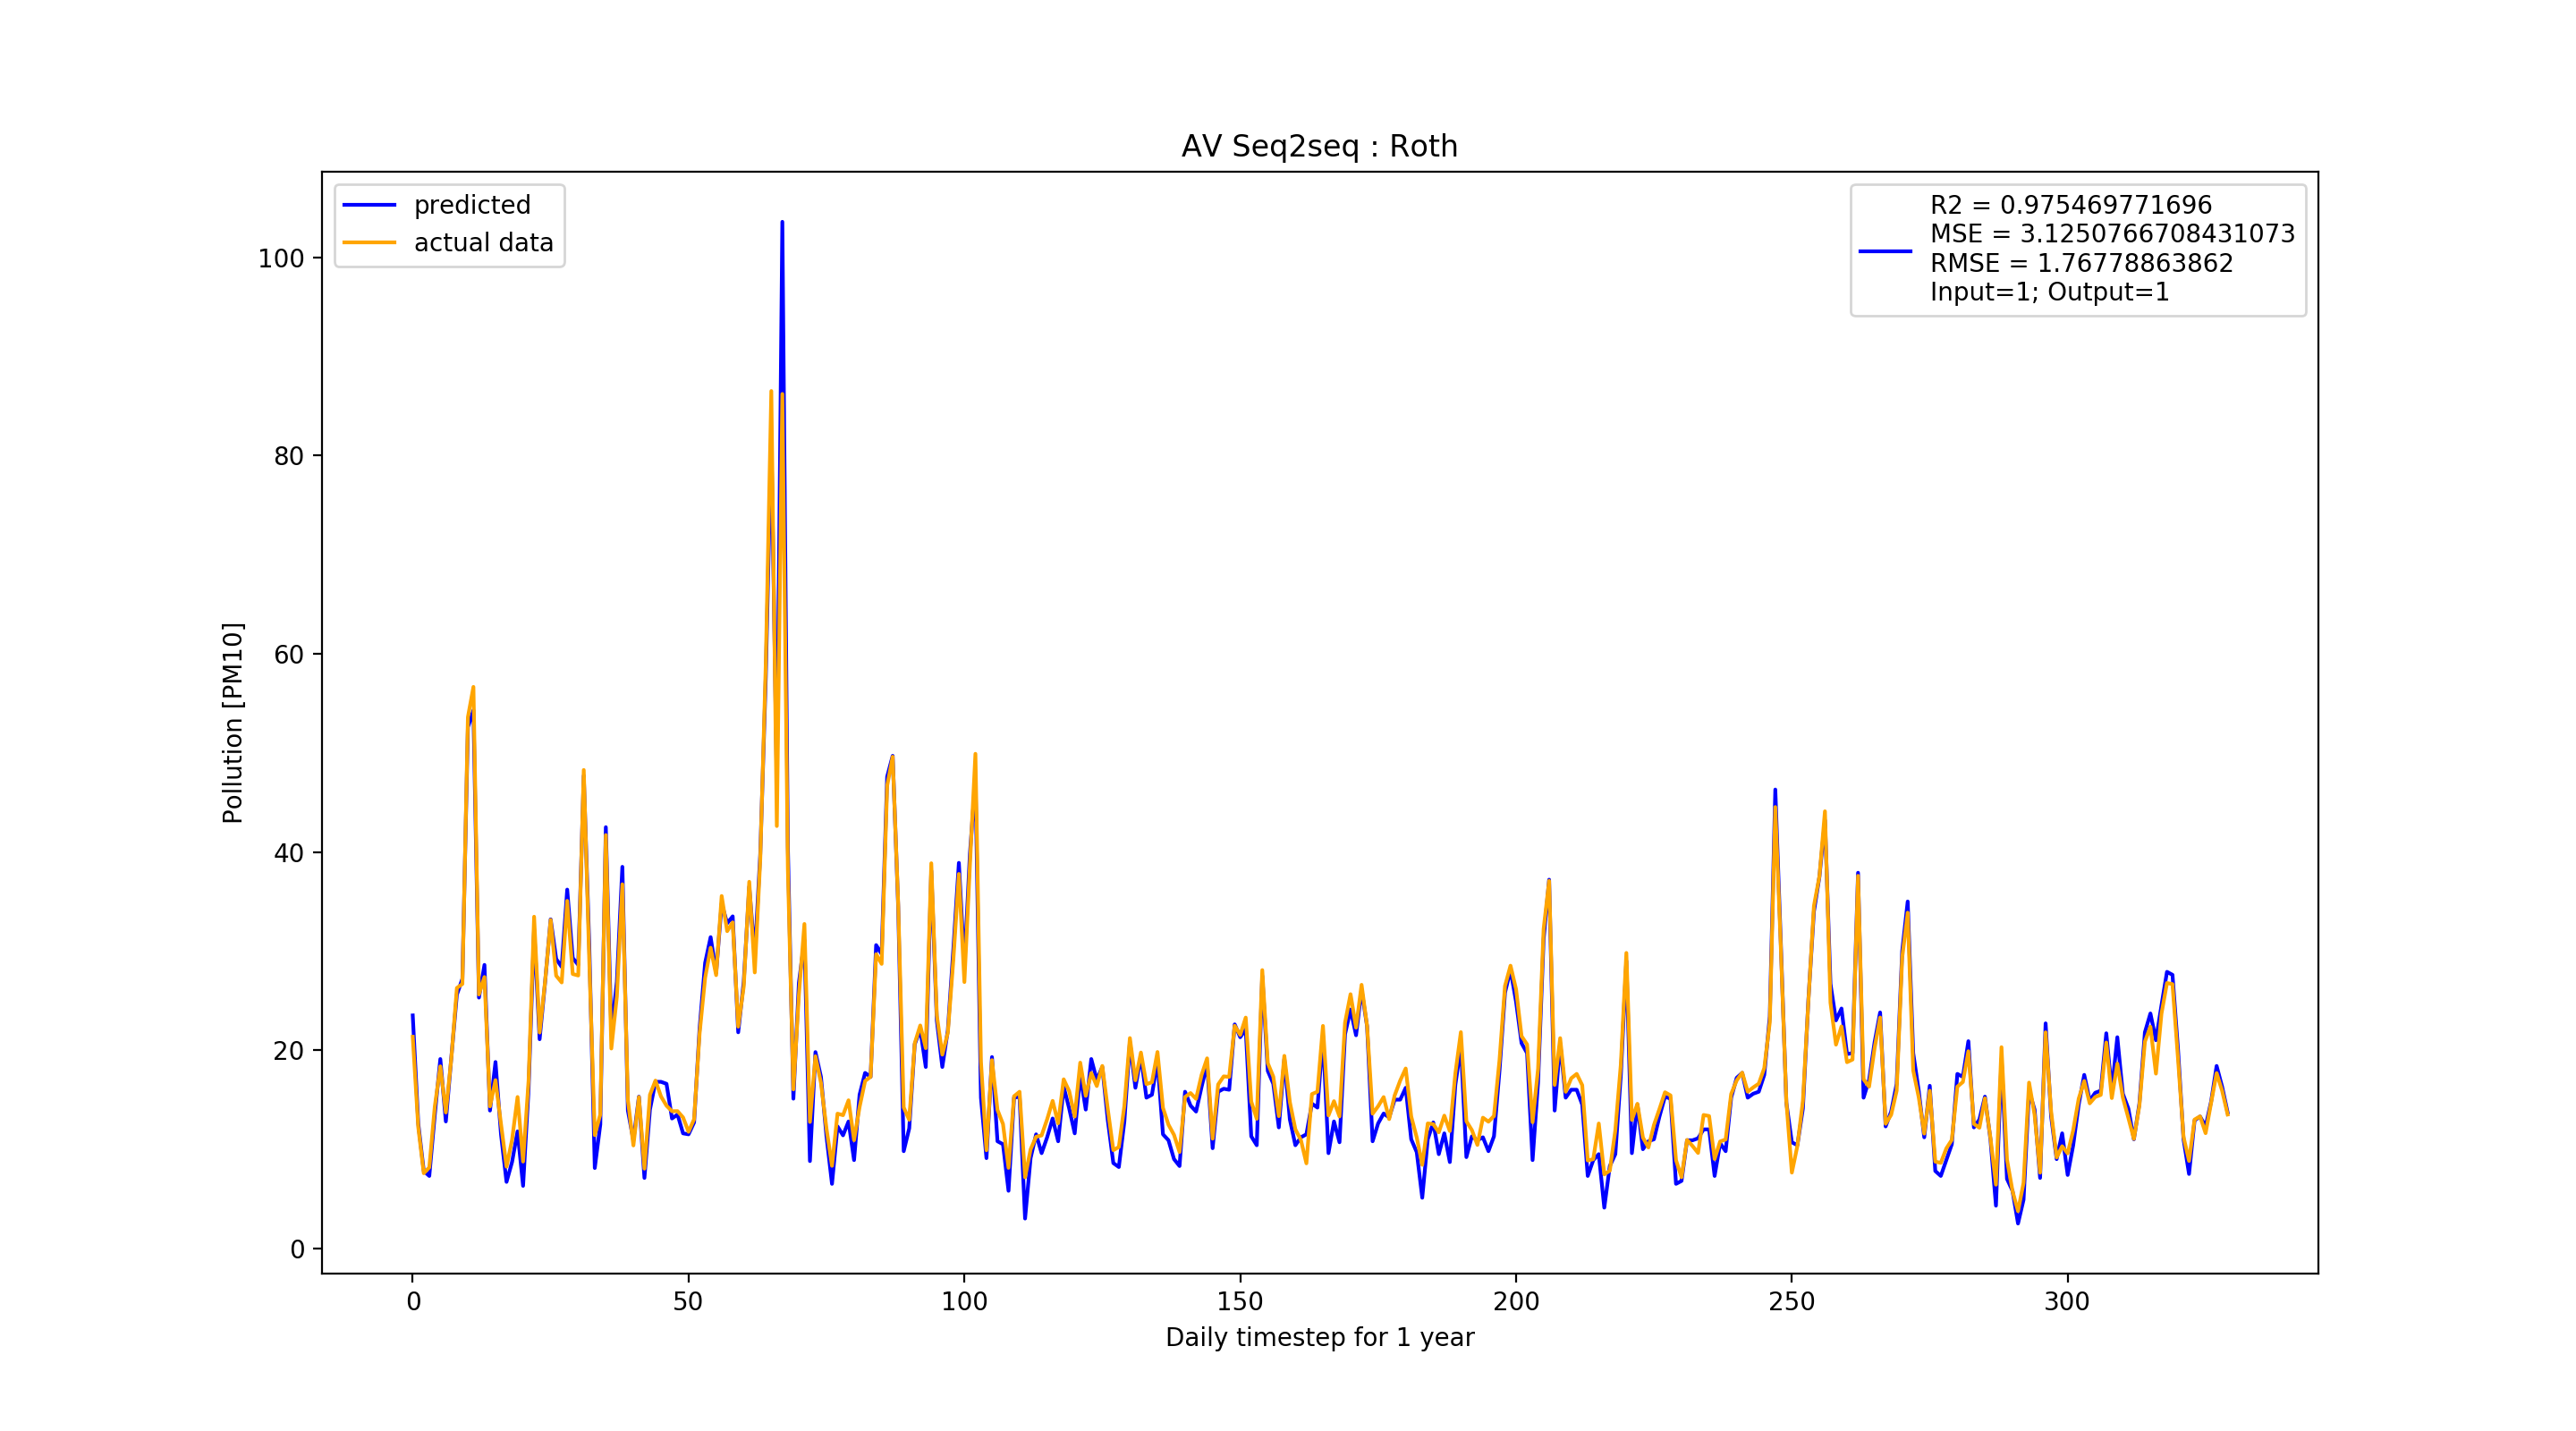 AV Seq2seq : Roth
predicted
actual data
R2 = 0.975469771696
MSE = 3.1250766708431073
RMSE = 1.76778863862
Input=1; Output=1
100
80
60
40
20
0
Pollution [PM10]
0 50 100 150 200 250 300
Daily timestep for 1 year